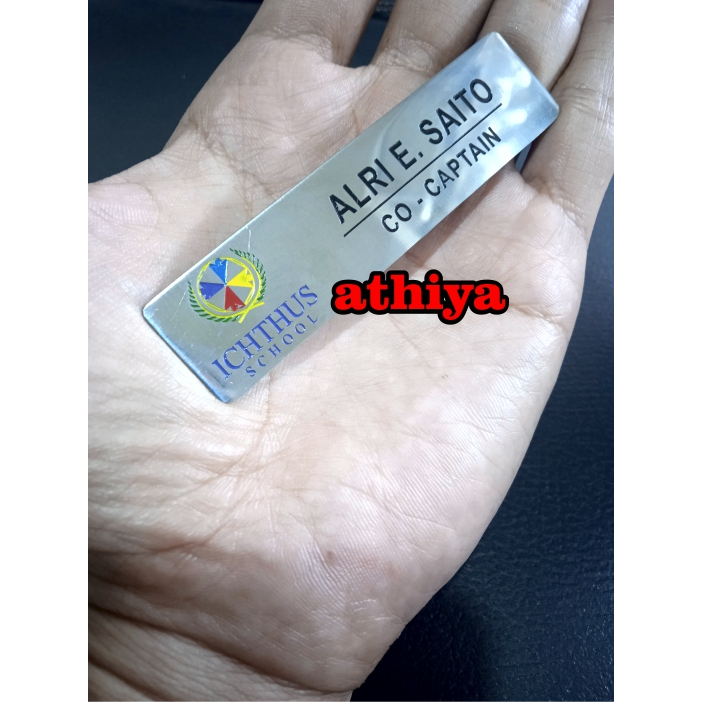 ALRI E. SAITO
CO - CAPTAIN
ICHTHUS
SCHOOL
athiya